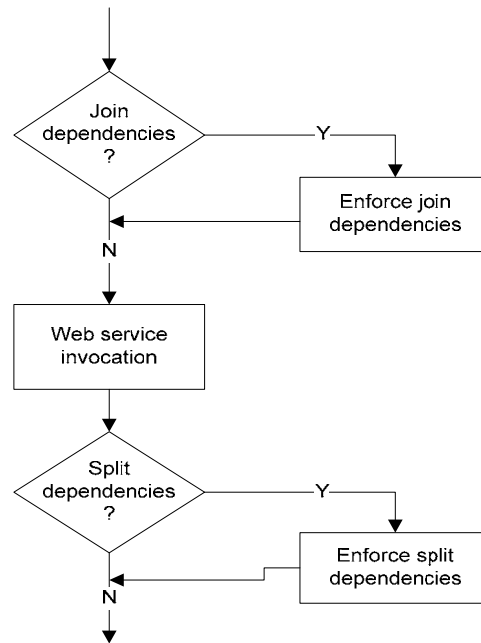 Join
dependencies
?
Y
Enforce join
dependencies
N
Web service
invocation
Split
dependencies
?
Y
Enforce split
dependencies
N